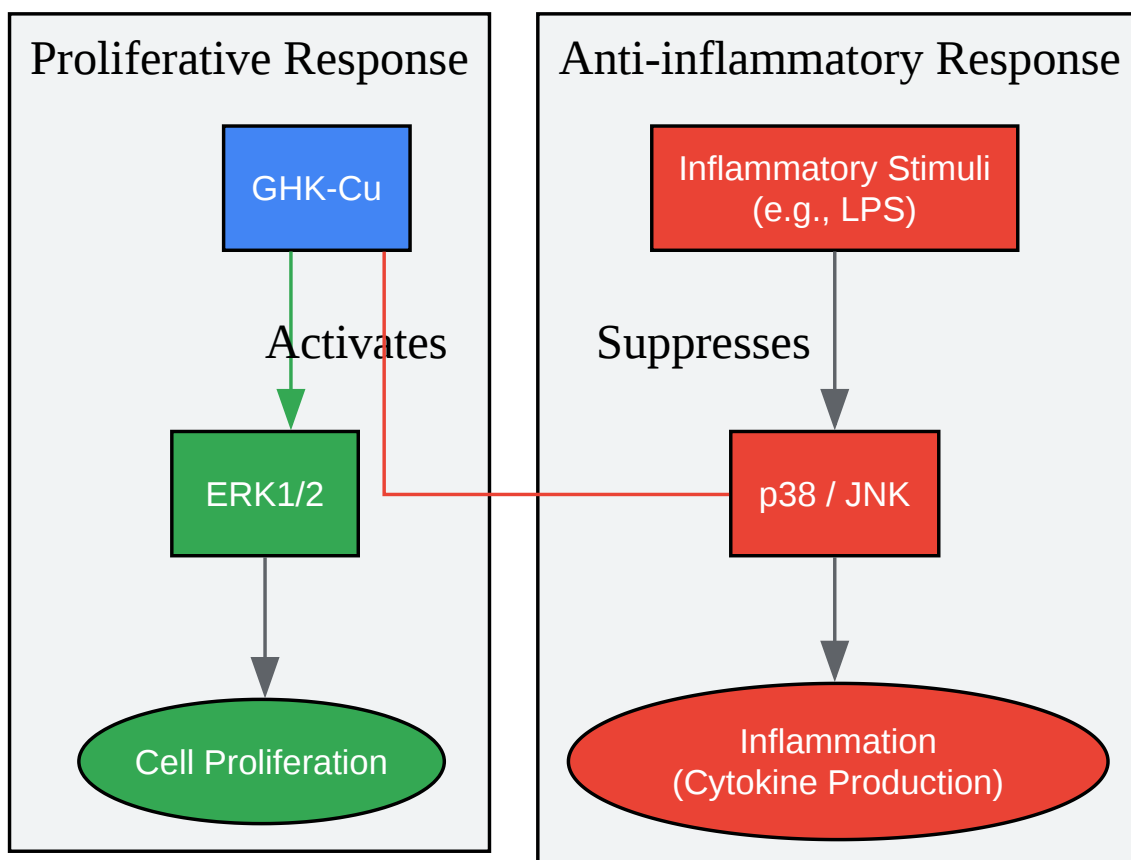 Proliferative Response
GHK-Cu
Activates
ERK1/2
Cell Proliferation
Anti-inflammatory Response
Inflammatory Stimuli
(e.g., LPS)
Suppresses
p38 / JNK
Inflammation
(Cytokine Production)